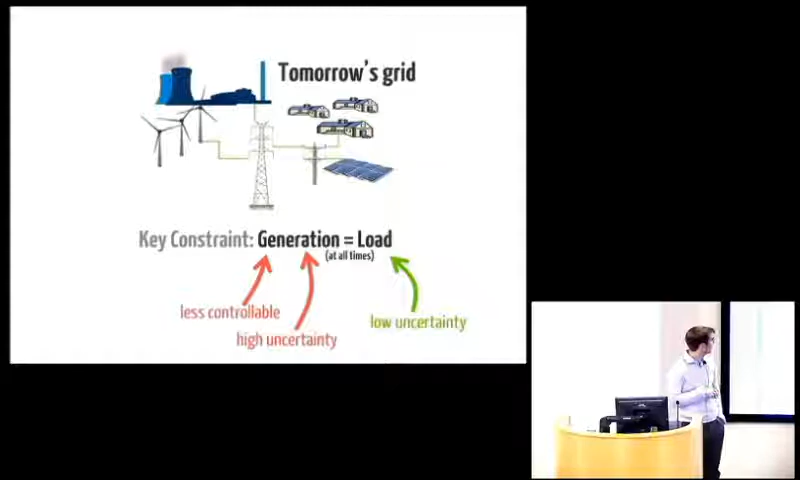 Tomorrow's grid
Key Constraint: Generation = Load
(at all times)
less controllable
low uncertainty
high uncertainty